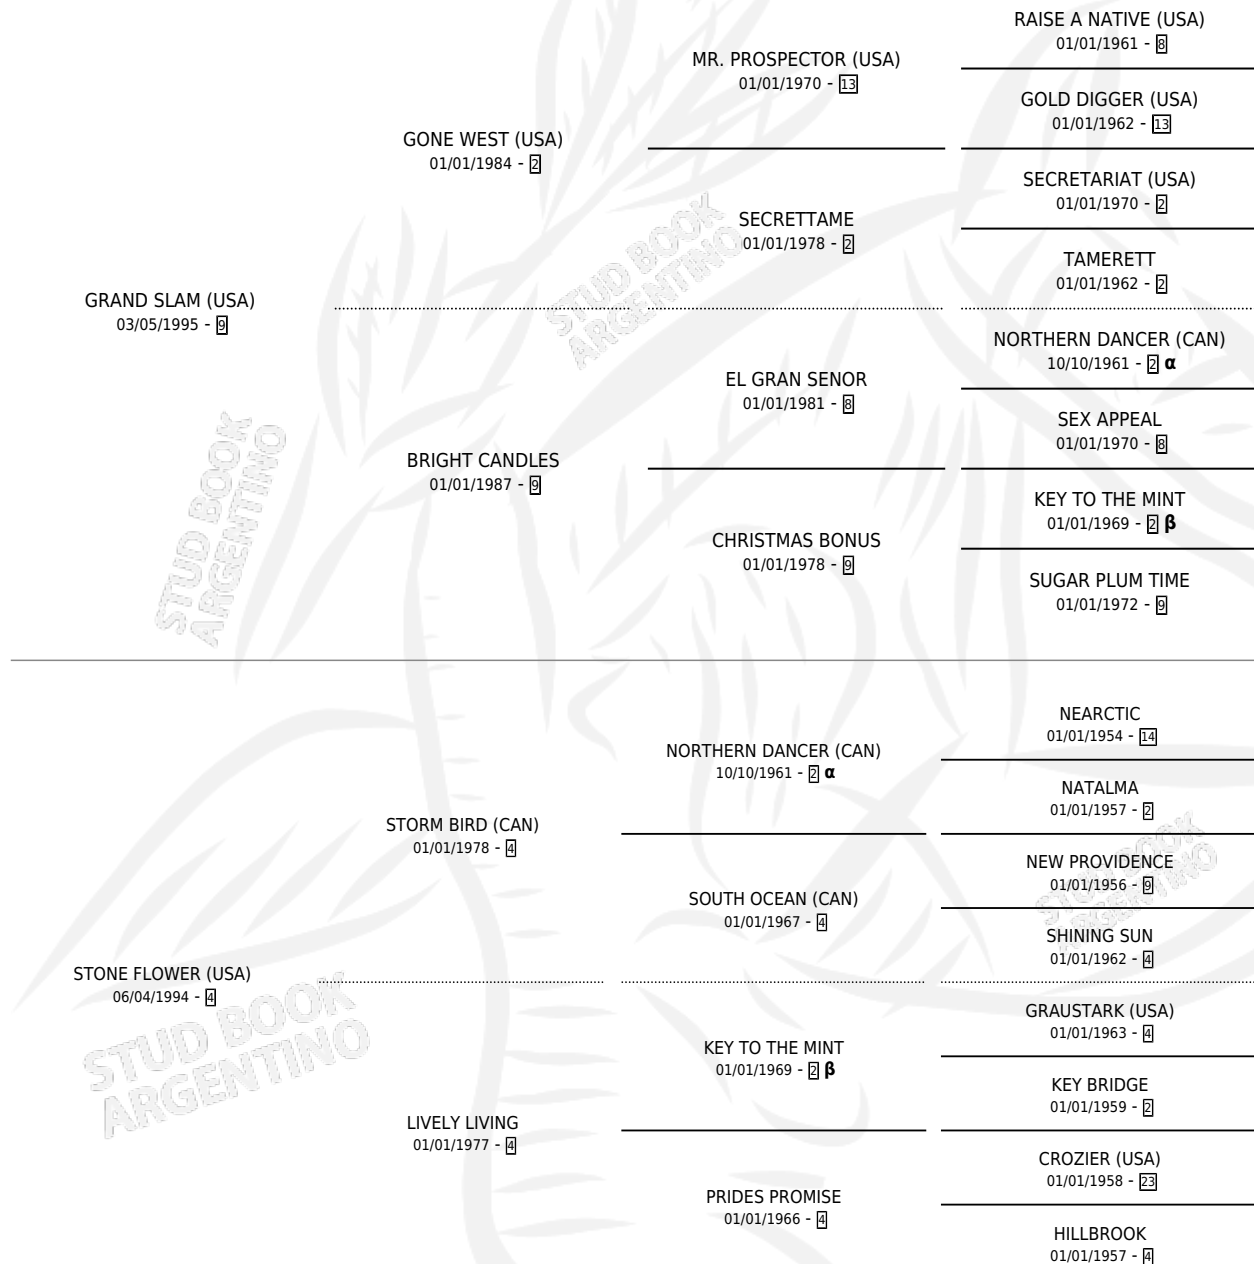 RAISE A NATIVE (USA)
01/01/1961 - 8
MR. PROSPECTOR (USA)
01/01/1970 - 13
GOLD DIGGER (USA)
01/01/1962 - 13
GONE WEST (USA)
01/01/1984 - 2
SECRETARIAT (USA)
01/01/1970 - 2
SECRETTAME
01/01/1978 - 2
TAMERETT
01/01/1962 - 2
GRAND SLAM (USA)
03/05/1995 - 9
NORTHERN DANCER (CAN)
10/10/1961 - 2 α
EL GRAN SENOR
01/01/1981 - 8
SEX APPEAL
01/01/1970 - 8
BRIGHT CANDLES
01/01/1987 - 9
KEY TO THE MINT
01/01/1969 - 2 β
CHRISTMAS BONUS
01/01/1978 - 9
SUGAR PLUM TIME
01/01/1972 - 9
NEARCTIC
01/01/1954 - 14
NORTHERN DANCER (CAN)
10/10/1961 - 2 α
NATALMA
01/01/1957 - 2
STORM BIRD (CAN)
01/01/1978 - 4
NEW PROVIDENCE
01/01/1956 - 9
SOUTH OCEAN (CAN)
01/01/1967 - 4
SHINING SUN
01/01/1962 - 4
STONE FLOWER (USA)
06/04/1994 - 4
GRAUSTARK (USA)
01/01/1963 - 4
KEY TO THE MINT
01/01/1969 - 2 β
KEY BRIDGE
01/01/1959 - 2
LIVELY LIVING
01/01/1977 - 4
CROZIER (USA)
01/01/1958 - 23
PRIDES PROMISE
01/01/1966 - 4
HILLBROOK
01/01/1957 - 4
STUD BOOK
ARGENTINO
STUD BOOK
ARGENTINO
STUD BOOK
ARGENTINO
STUD BOOK
ARGENTINO